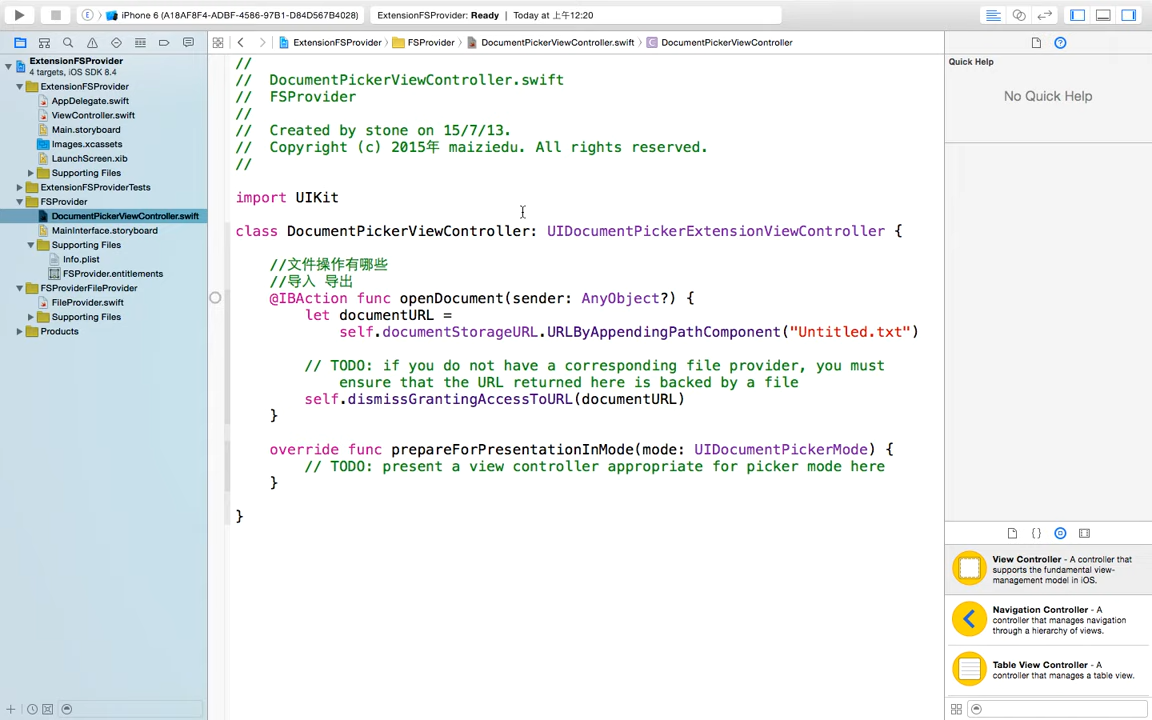 iPhone 6 (A18AF8F4-ADBF-4586-97B1-D84D567B4028)
ExtensionFSProvider: Ready | Today at 上午12:20
ExtensionFSProvider
FSProvider
DocumentPickerViewController.swift
DocumentPickerViewController
ExtensionFSProvider
4 targets, iOS SDK 8.4
ExtensionFSProvider
AppDelegate.swift
ViewController.swift
Main.storyboard
Images.xcassets
LaunchScreen.xib
Supporting Files
ExtensionFSProviderTests
FSProvider
DocumentPickerViewController.swift
MainInterface.storyboard
Supporting Files
Info.plist
FSProvider.entitlements
FSProviderFileProvider
FileProvider.swift
Supporting Files
Products
//
//  DocumentPickerViewController.swift
//  FSProvider
//
//  Created by stone on 15/7/13.
//  Copyright (c) 2015年 maiziedu. All rights reserved.
//
import UIKit
class DocumentPickerViewController: UIDocumentPickerExtensionViewController {
//文件操作有哪些
//导入 导出
@IBAction func openDocument(sender: AnyObject?) {
let documentURL =
self.documentStorageURL.URLByAppendingPathComponent("Untitled.txt")
// TODO: if you do not have a corresponding file provider, you must
ensure that the URL returned here is backed by a file
self.dismissGrantingAccessToURL(documentURL)
}
override func prepareForPresentationInMode(mode: UIDocumentPickerMode) {
// TODO: present a view controller appropriate for picker mode here
}
}
Quick Help
No Quick Help
View Controller - A controller that
supports the fundamental view-
management model in iOS.
Navigation Controller - A
controller that manages navigation
through a hierarchy of views.
Table View Controller - A
controller that manages a table view.